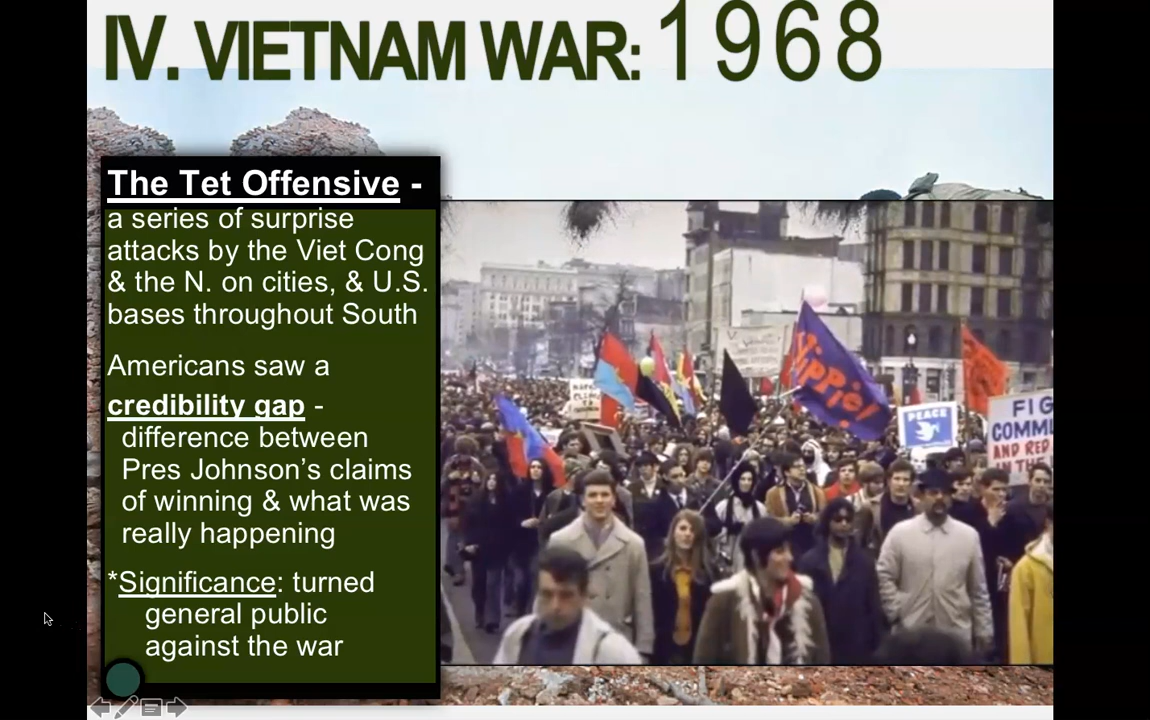 IV. VIETNAM WAR: 1968
The Tet Offensive -
a series of surprise
attacks by the Viet Cong
& the N. on cities, & U.S.
bases throughout South
Americans saw a
credibility gap -
difference between
Pres Johnson’s claims
of winning & what was
really happening
*Significance: turned
general public
against the war
Yippie!
PEACE
FIG
COMMU
AND RED
IN THE